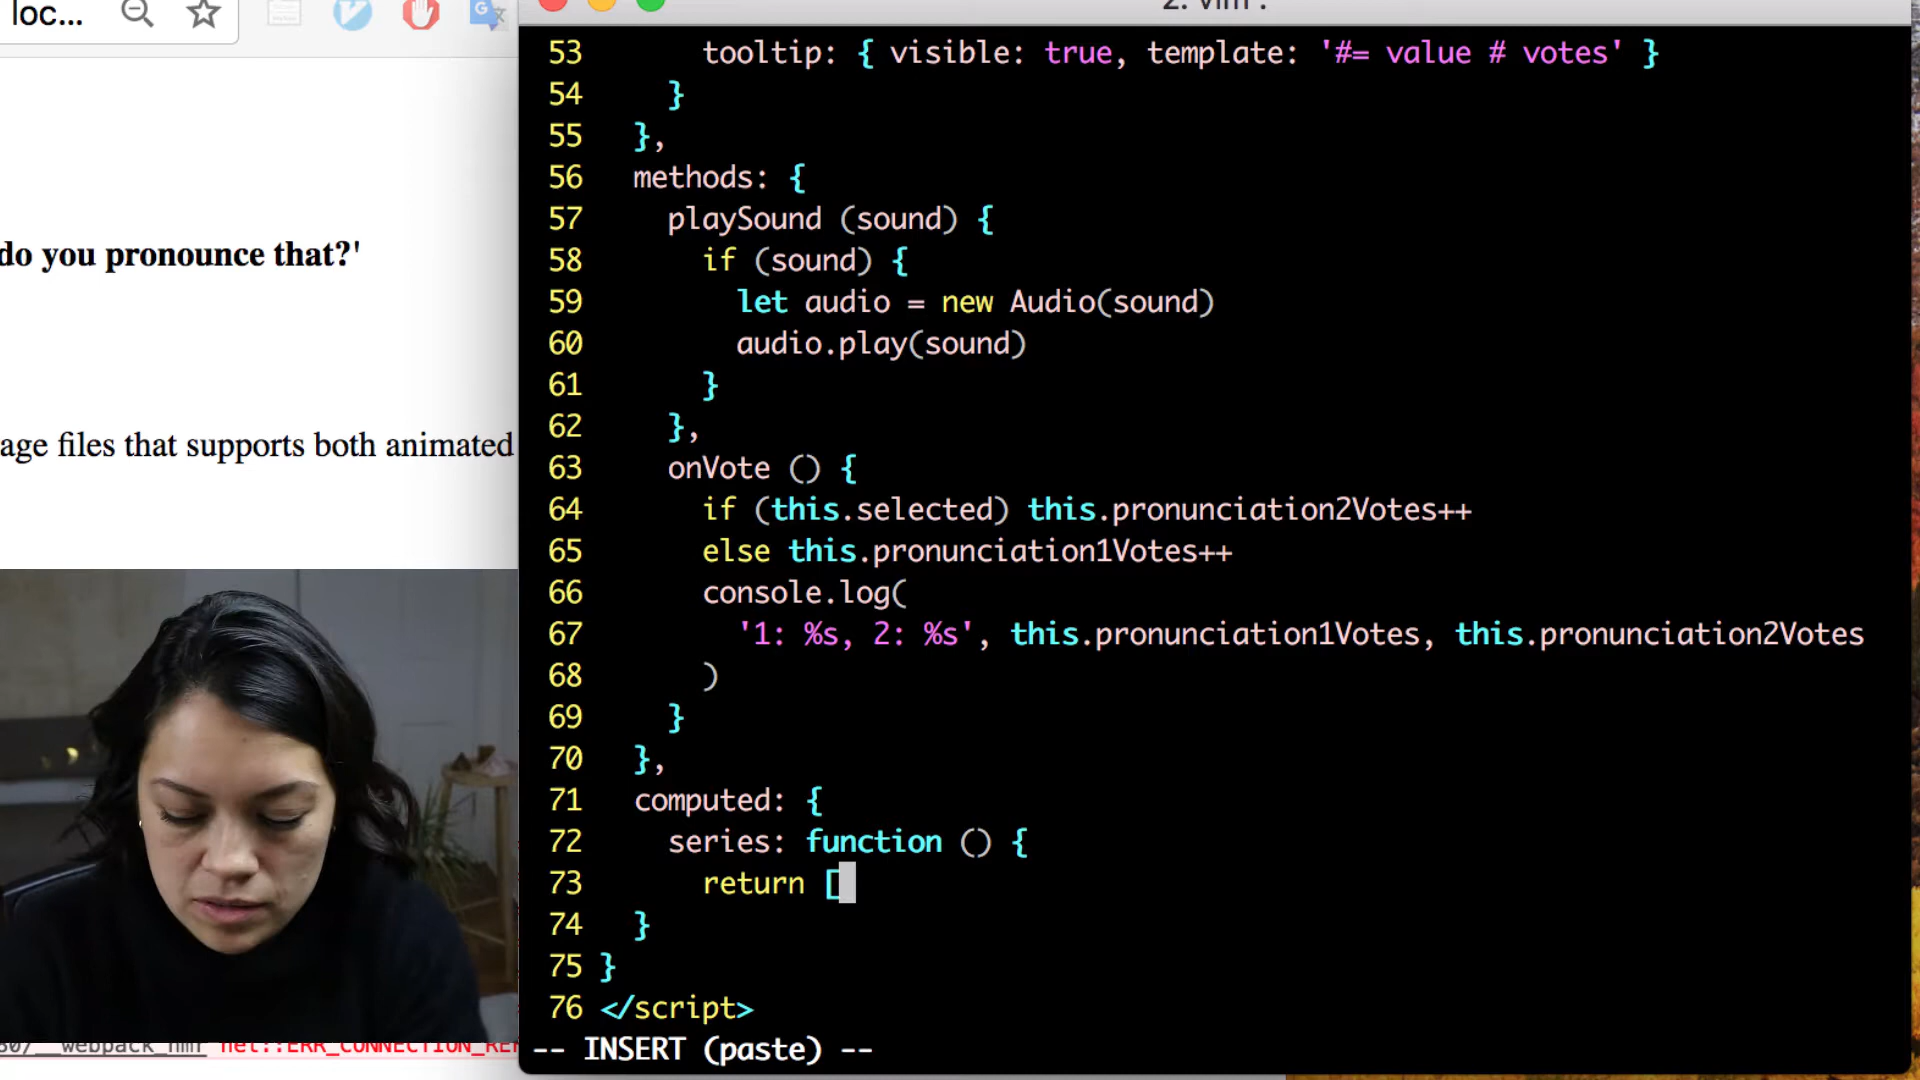 loc...
2. vim .
do you pronounce that?'
age files that supports both animated
53 tooltip: { visible: true, template: '#= value # votes' }
54 }
55 },
56 methods: {
57 playSound (sound) {
58 if (sound) {
59 let audio = new Audio(sound)
60 audio.play(sound)
61 }
62 },
63 onVote () {
64 if (this.selected) this.pronunciation2Votes++
65 else this.pronunciation1Votes++
66 console.log(
67 '1: %s, 2: %s', this.pronunciation1Votes, this.pronunciation2Votes
68 )
69 }
70 },
71 computed: {
72 series: function () {
73 return [
74 }
75 }
76 </script>
-- INSERT (paste) --
80/__webpack_hmr net::ERR_CONNECTION_REF